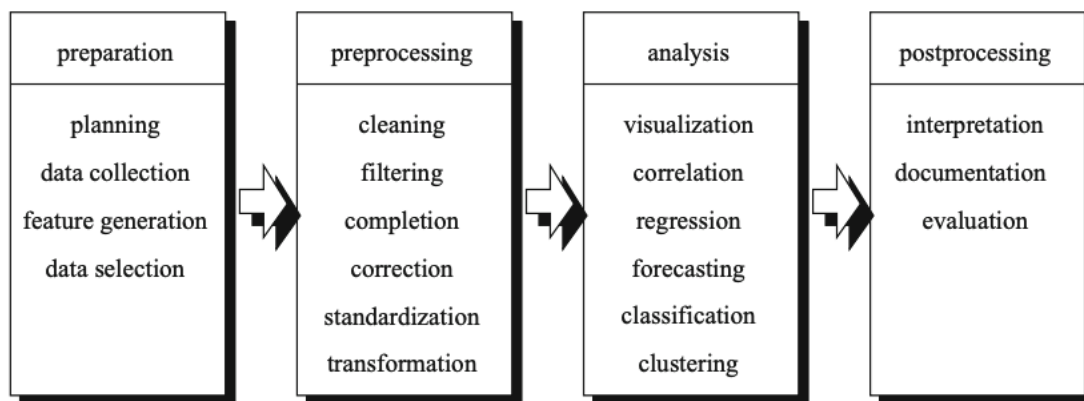 preparation
planning
data collection
feature generation
data selection
preprocessing
cleaning
filtering
completion
correction
standardization
transformation
analysis
visualization
correlation
regression
forecasting
classification
clustering
postprocessing
interpretation
documentation
evaluation